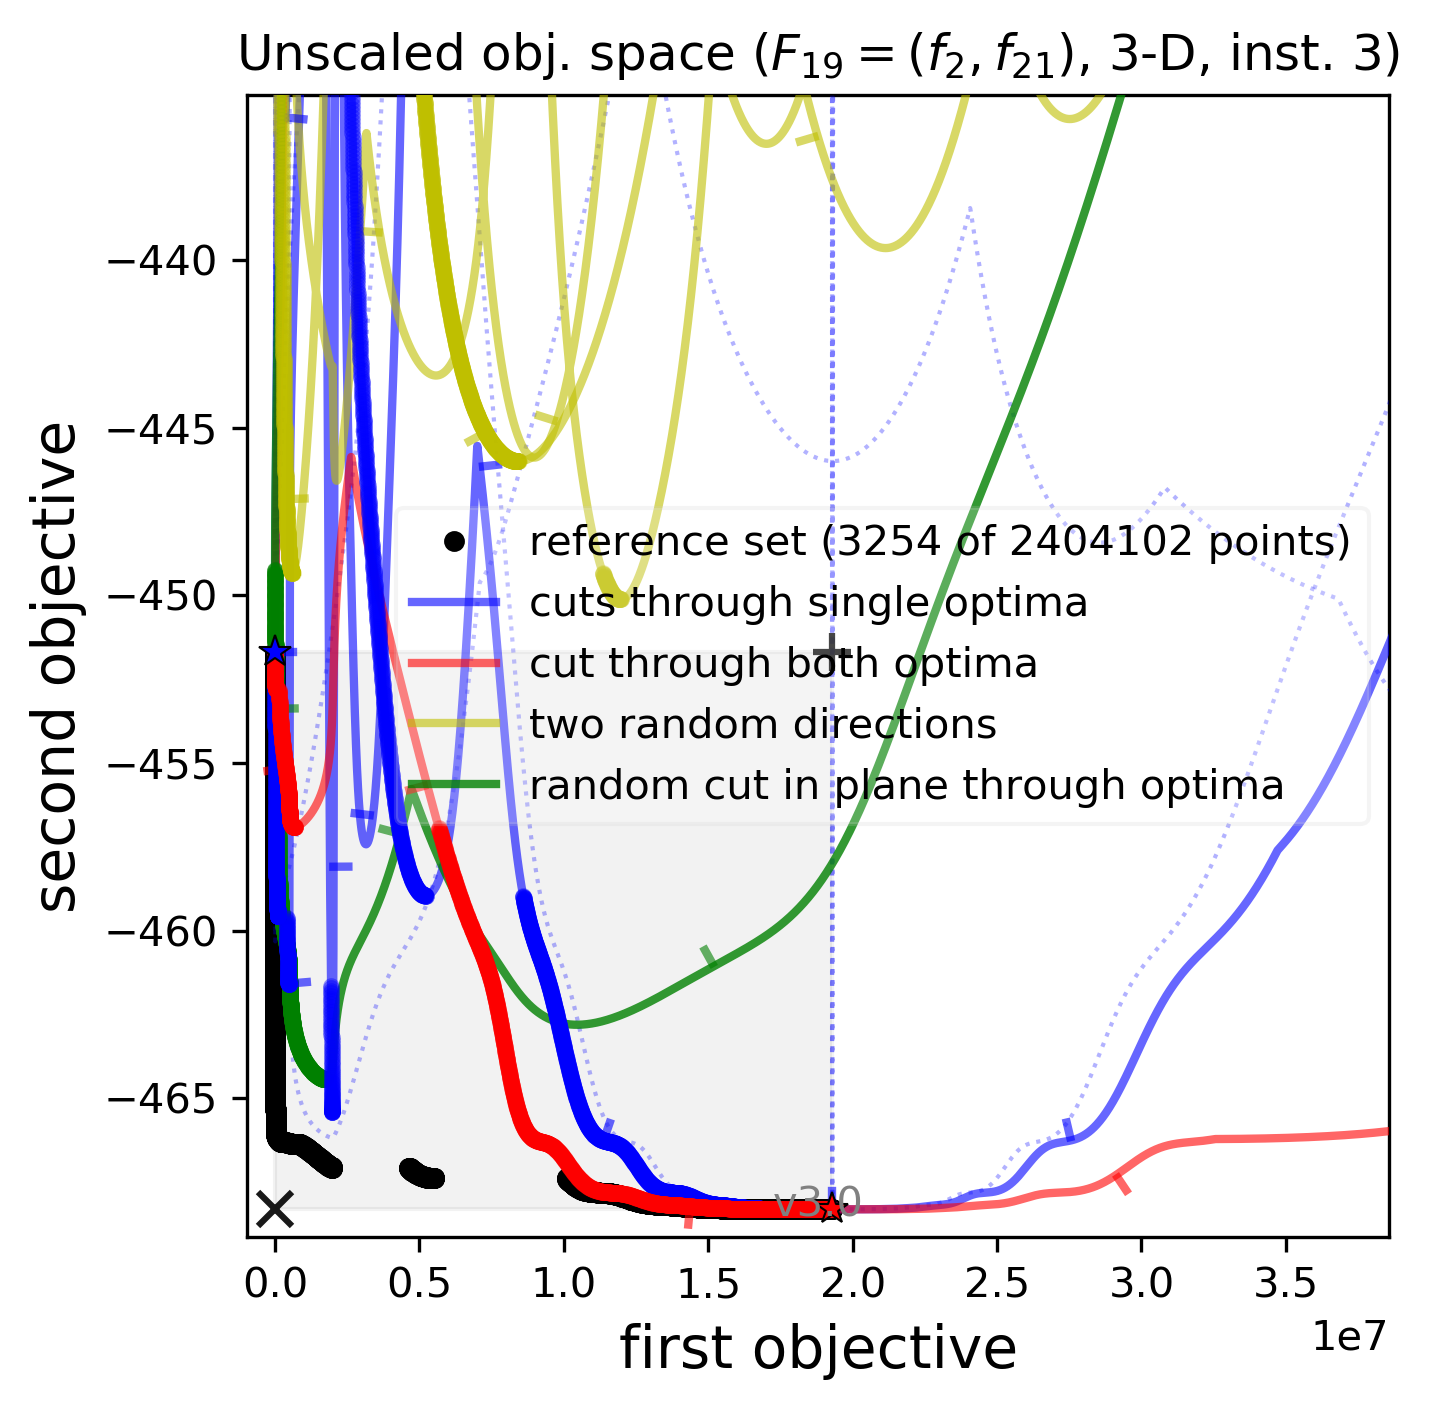 Unscaled obj. space (F₁₉ = (f₂, f₂₁), 3-D, inst. 3)
second objective
−440
−445
−450
−455
−460
−465
reference set (3254 of 2404102 points)
cuts through single optima
cut through both optima
two random directions
random cut in plane through optima
v3.0
0.0 0.5 1.0 1.5 2.0 2.5 3.0 3.5
1e7
first objective